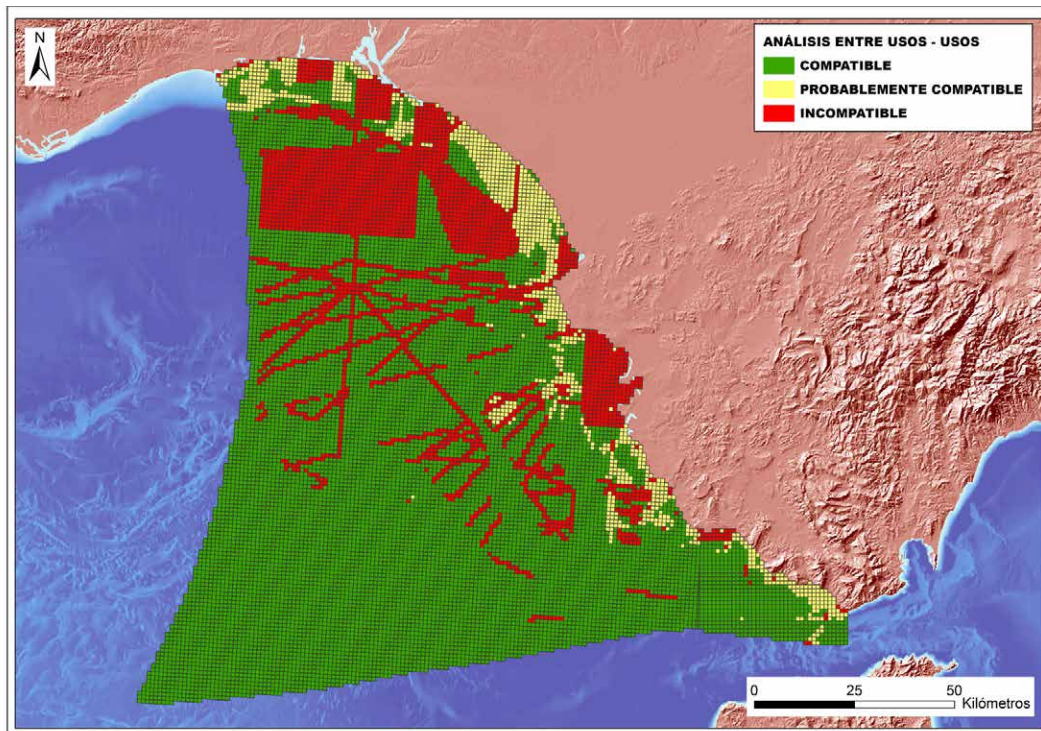 N
ANÁLISIS ENTRE USOS - USOS
COMPATIBLE
PROBABLEMENTE COMPATIBLE
INCOMPATIBLE
0 25 50
Kilómetros